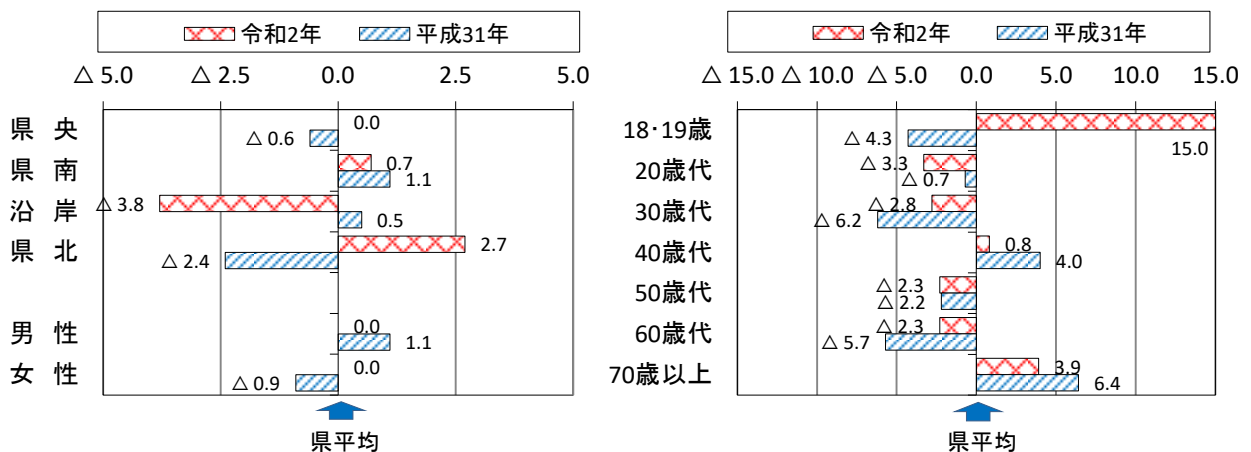 令和2年 平成31年
△ 5.0 △ 2.5 0.0 2.5 5.0
県 央 △ 0.6 0.0
県 南 0.7 1.1
沿 岸 △ 3.8 0.5
県 北 △ 2.4 2.7
男 性 0.0 1.1
女 性 △ 0.9 0.0
県平均
令和2年 平成31年
△ 15.0 △ 10.0 △ 5.0 0.0 5.0 10.0 15.0
18・19歳 △ 4.3 15.0
20歳代 △ 3.3 △ 0.7
30歳代 △ 2.8 △ 6.2
40歳代 0.8 4.0
50歳代 △ 2.3 △ 2.2
60歳代 △ 2.3 △ 5.7
70歳以上 3.9 6.4
県平均